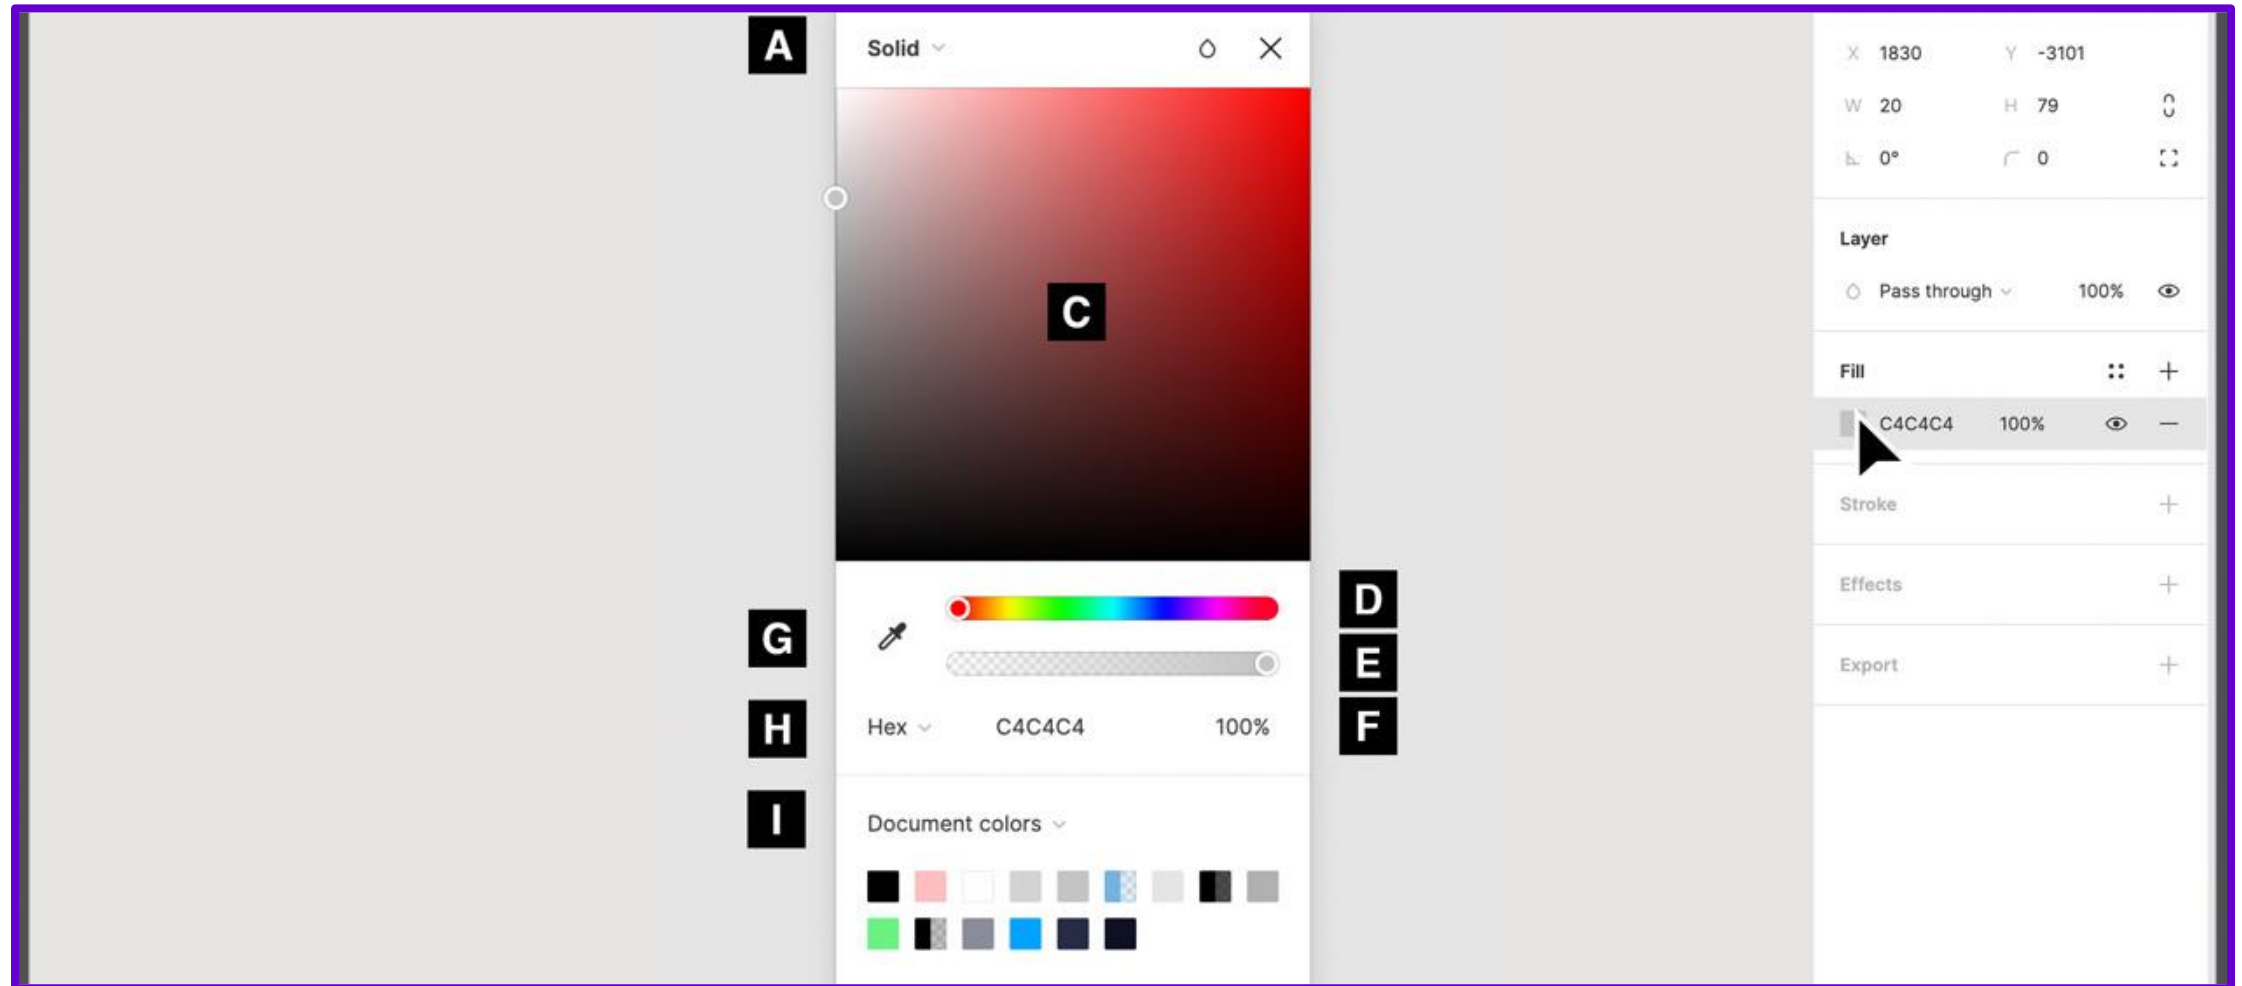 A
Solid
C
D
G
E
H
Hex C4C4C4 100%
F
I
Document colors
X 1830 Y -3101
W 20 H 79
0° 0
Layer
Pass through 100%
Fill
C4C4C4 100%
Stroke
Effects
Export